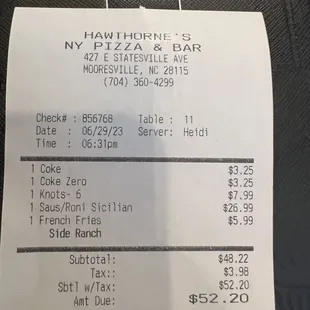 HAWTHORNE'S
NY PIZZA & BAR
427 E STATESVILLE AVE
MOORESVILLE, NC 28115
(704) 360-4299
Check# : 856768 Table : 11
Date : 06/29/23 Server: Heidi
Time : 06:31pm
1 Coke $3.25
1 Coke Zero $3.25
1 Knots- 6 $7.99
1 Saus/Roni Sicilian $26.99
1 French Fries $5.99
Side Ranch
Subtotal: $48.22
Tax:: $3.98
Sbtl w/Tax: $52.20
Amt Due: $52.20